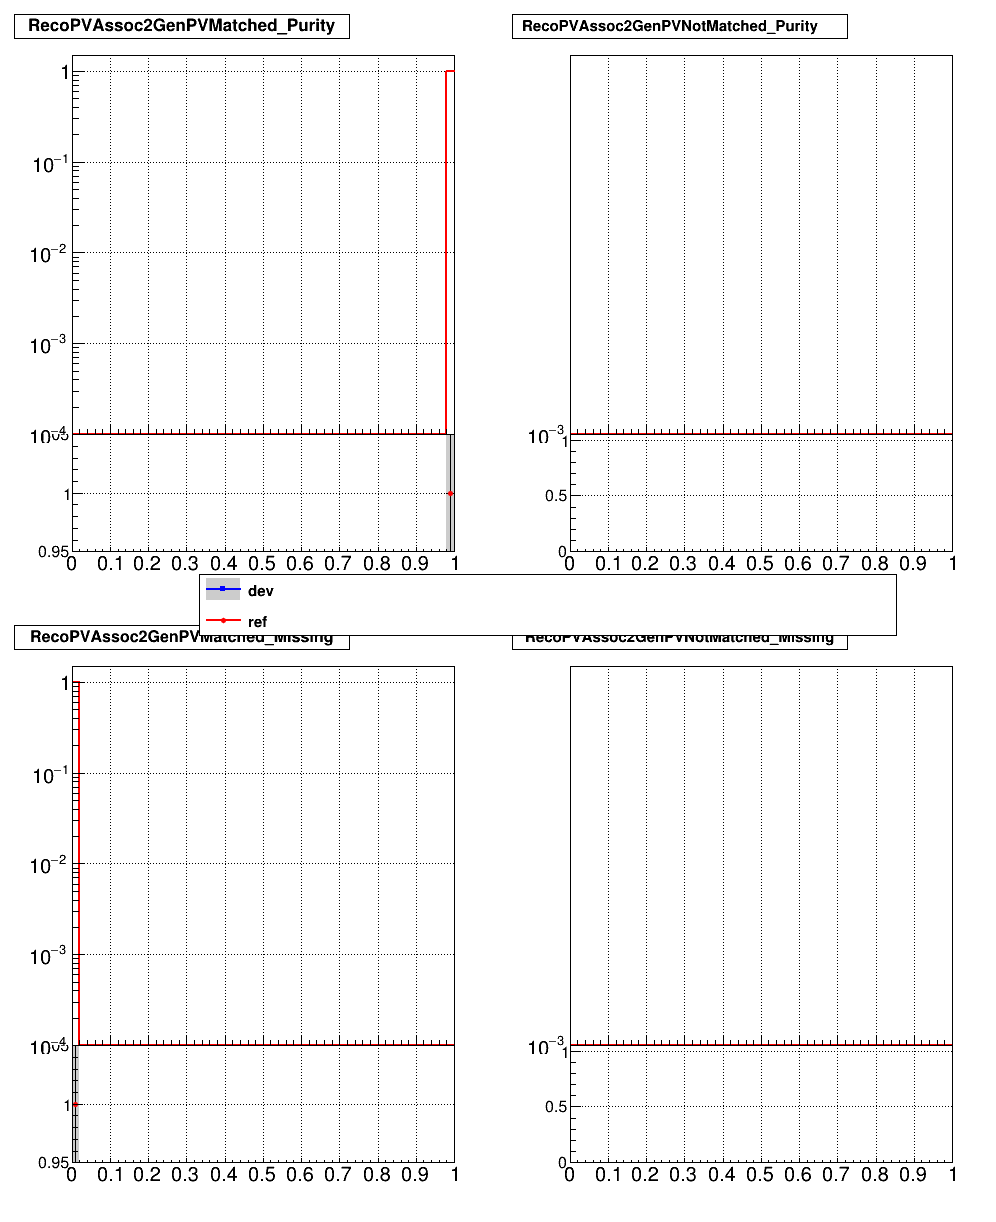 RecoPVAssoc2GenPVMatched_Purity
1
10−1
10−2
10−3
10−4
1
0.95
0 0.1 0.2 0.3 0.4 0.5 0.6 0.7 0.8 0.9 1
RecoPVAssoc2GenPVNotMatched_Purity
10−3
1
0.5
0
0 0.1 0.2 0.3 0.4 0.5 0.6 0.7 0.8 0.9 1
dev
ref
RecoPVAssoc2GenPVMatched_Missing
1
10−1
10−2
10−3
10−4
1
0.95
0 0.1 0.2 0.3 0.4 0.5 0.6 0.7 0.8 0.9 1
RecoPVAssoc2GenPVNotMatched_Missing
10−3
1
0.5
0
0 0.1 0.2 0.3 0.4 0.5 0.6 0.7 0.8 0.9 1